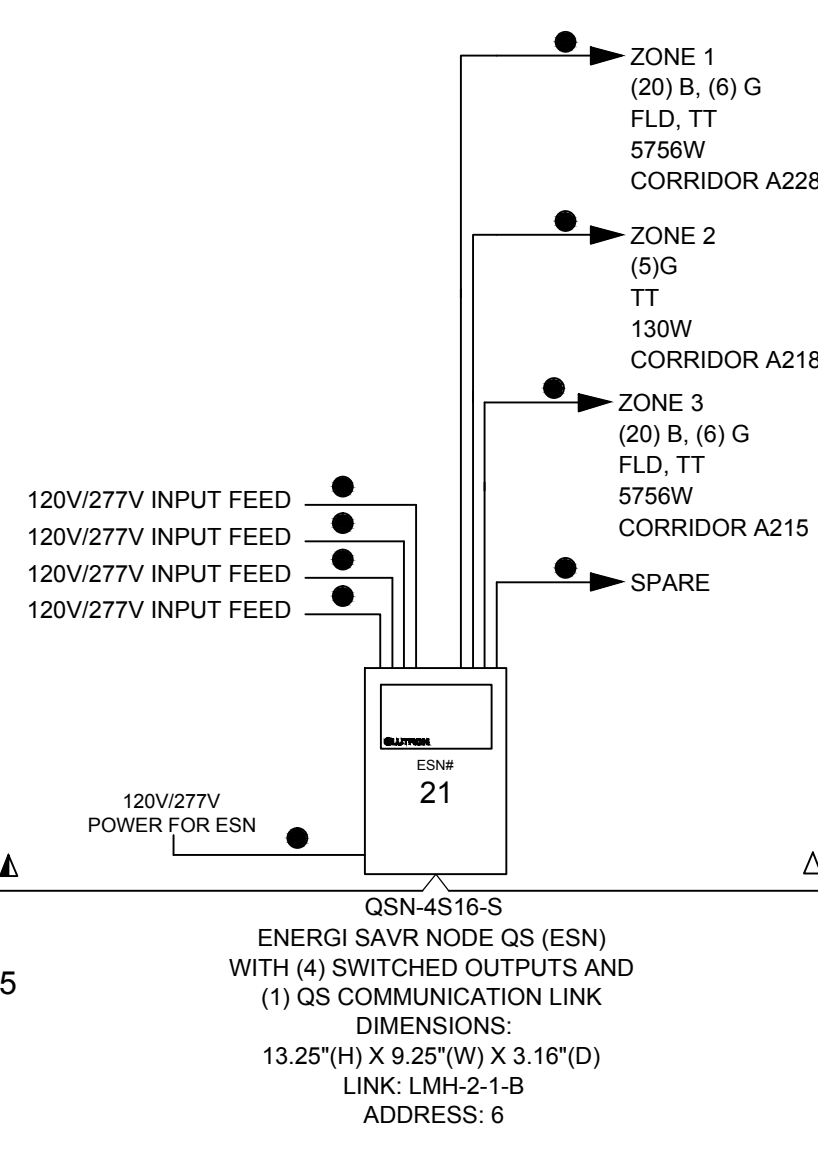 ZONE 1
(20) B, (6) G
FLD, TT
5756W
CORRIDOR A228
ZONE 2
(5)G
TT
130W
CORRIDOR A218
ZONE 3
(20) B, (6) G
FLD, TT
5756W
CORRIDOR A215
SPARE
120V/277V INPUT FEED
120V/277V INPUT FEED
120V/277V INPUT FEED
120V/277V INPUT FEED
LUTRON
ESN#
21
120V/277V
POWER FOR ESN
5
QSN-4S16-S
ENERGI SAVR NODE QS (ESN)
WITH (4) SWITCHED OUTPUTS AND
(1) QS COMMUNICATION LINK
DIMENSIONS:
13.25"(H) X 9.25"(W) X 3.16"(D)
LINK: LMH-2-1-B
ADDRESS: 6